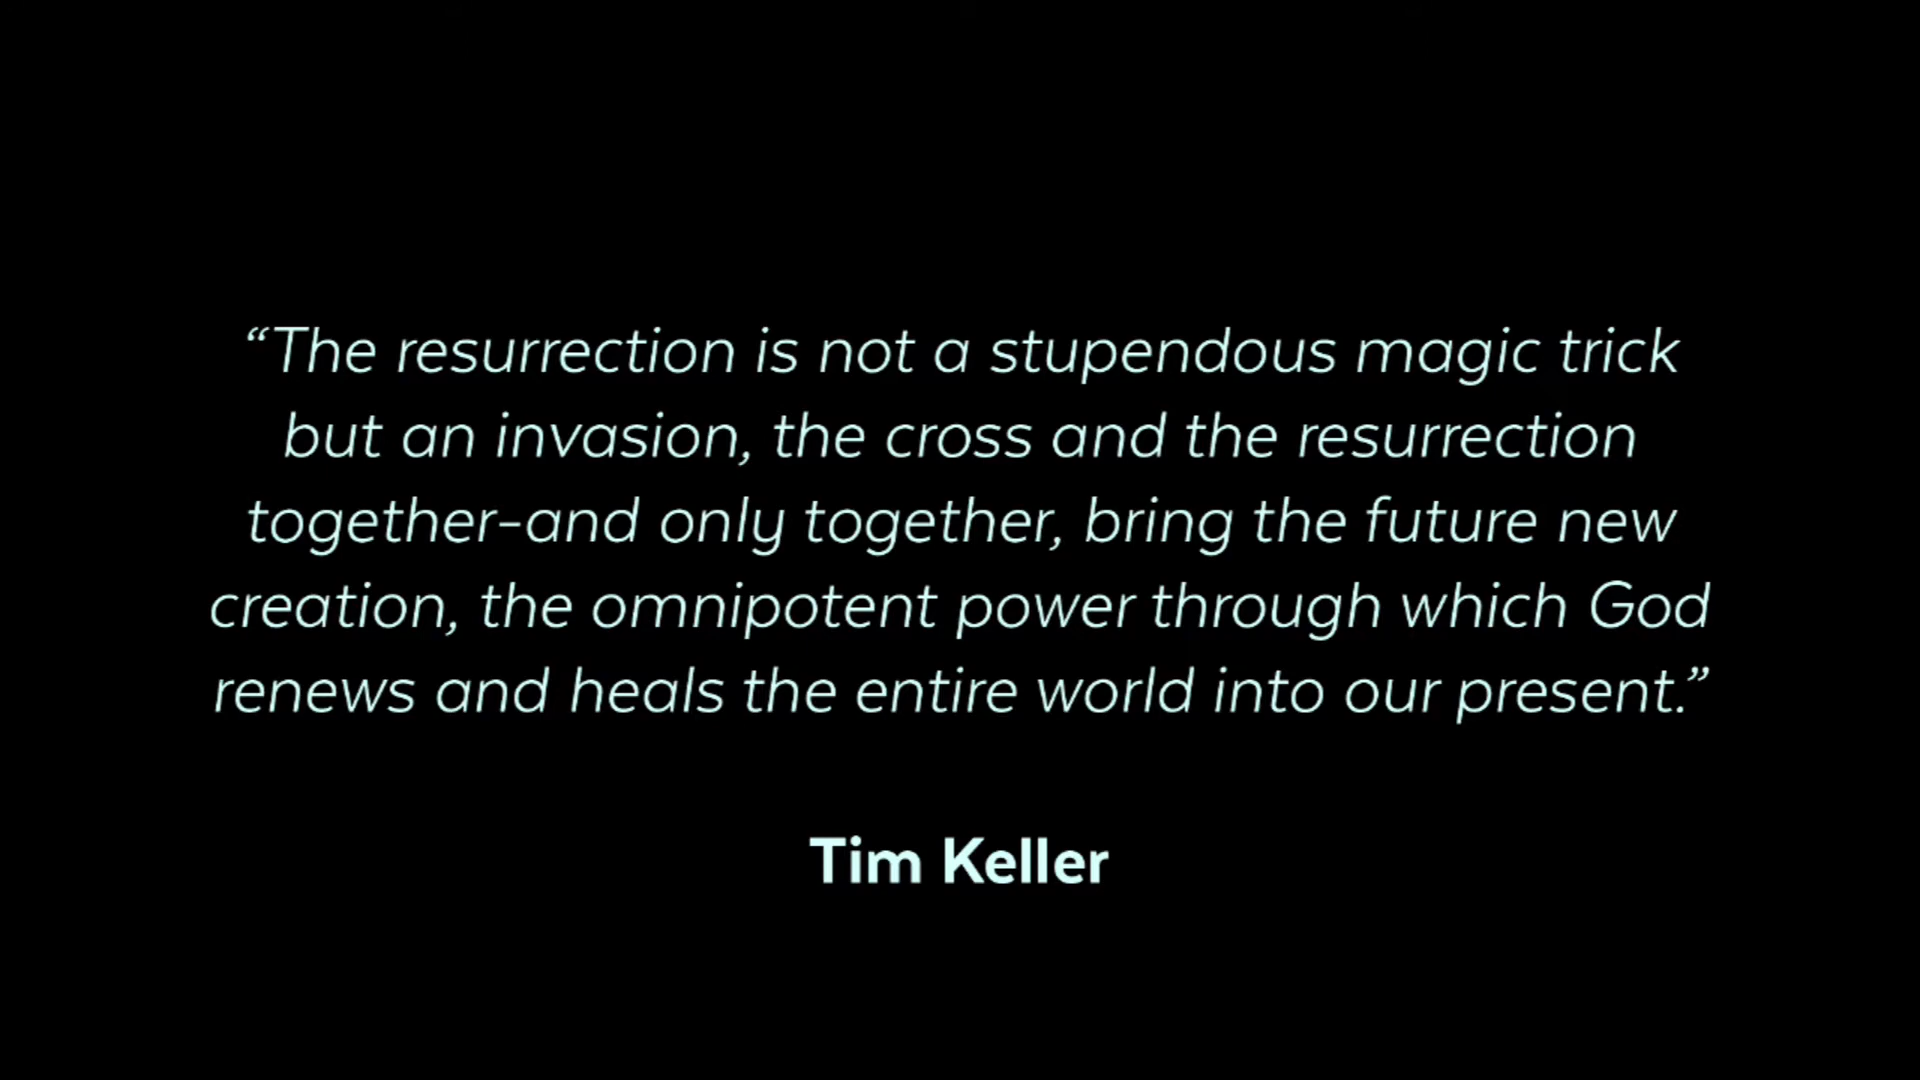 “The resurrection is not a stupendous magic trick
but an invasion, the cross and the resurrection
together-and only together, bring the future new
creation, the omnipotent power through which God
renews and heals the entire world into our present.”
Tim Keller